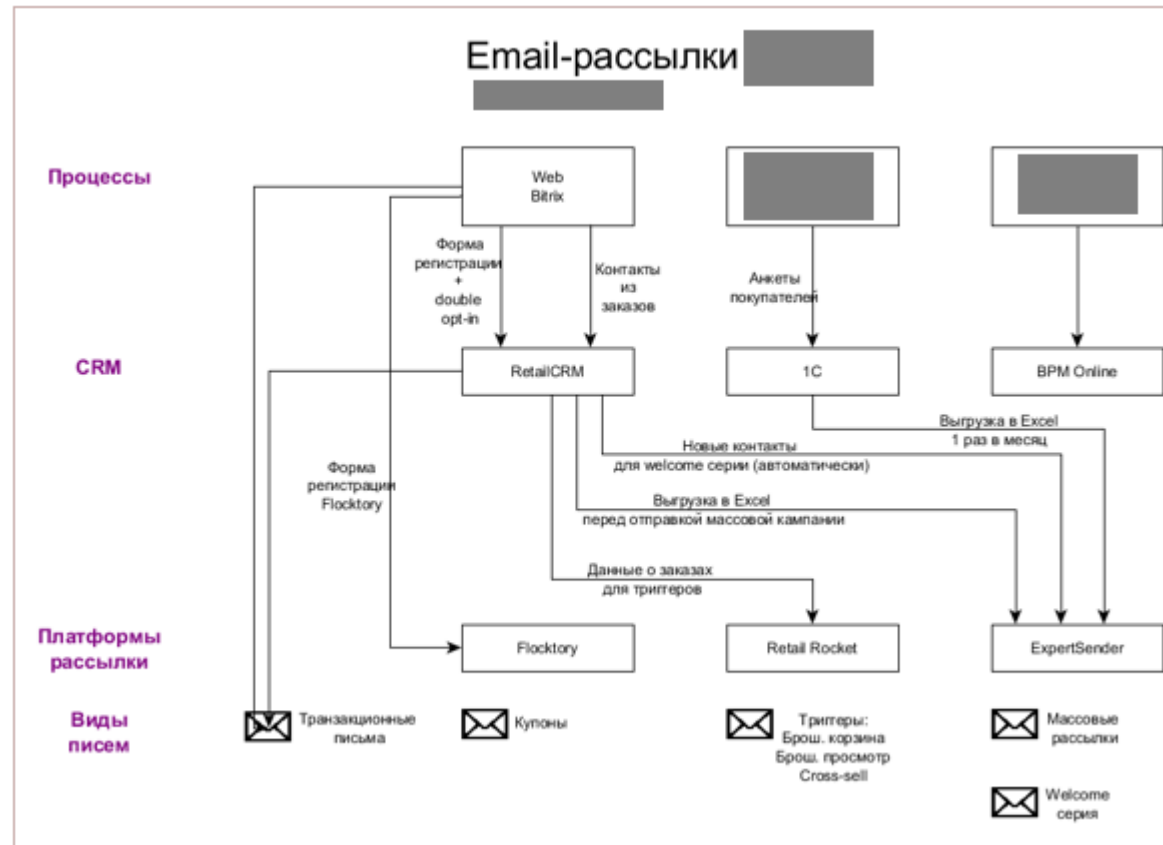 Email-рассылки
Процессы
Web
Bitrix
Форма
регистрации
+
double
opt-in
Контакты
из
заказов
Анкеты
покупателей
CRM
RetailCRM
1C
BPM Online
Выгрузка в Excel
1 раз в месяц
Новые контакты
для welcome серии (автоматически)
Форма
регистрации
Flocktory
Выгрузка в Excel
перед отправкой массовой кампании
Данные о заказах
для триггеров
Платформы
рассылки
Flocktory
Retail Rocket
ExpertSender
Виды
писем
Транзакционные
письма
Купоны
Триггеры:
Брош. корзина
Брош. просмотр
Cross-sell
Массовые
рассылки
Welcome
серия